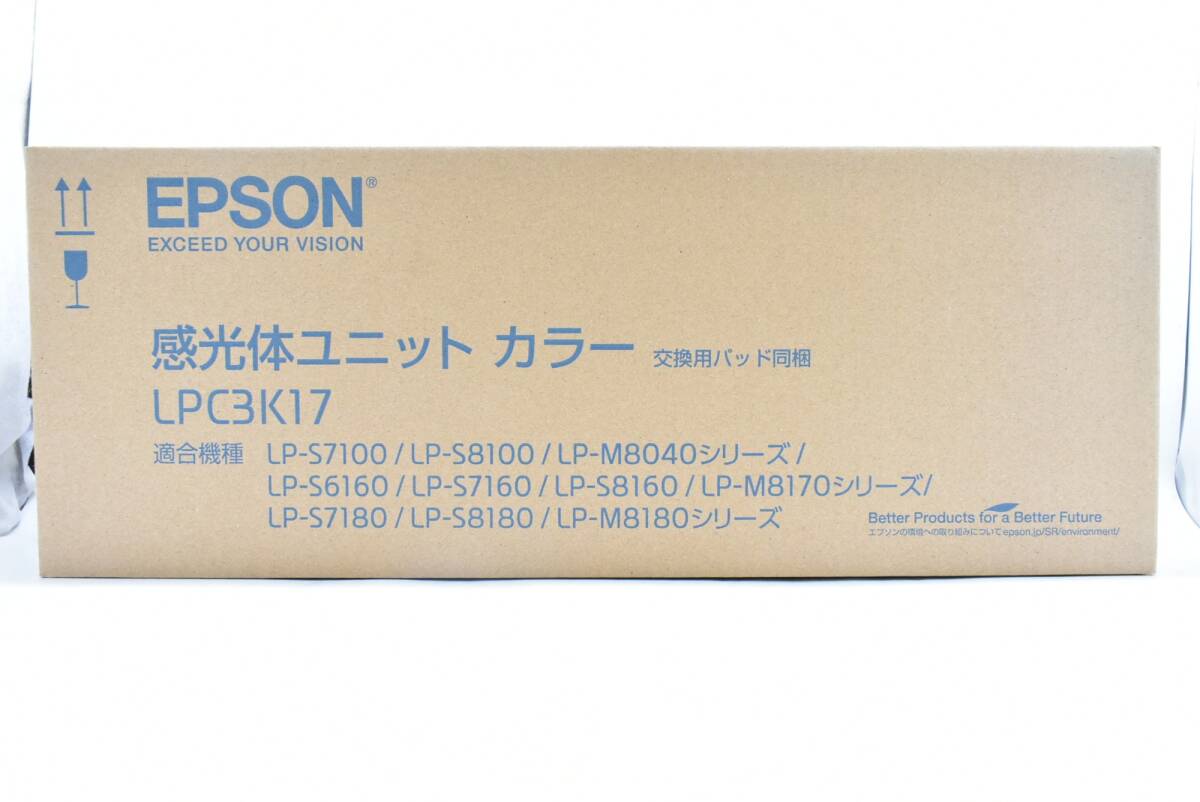 EPSON®
EXCEED YOUR VISION
感光体ユニット カラー 交換用パッド同梱
LPC3K17
適合機種 LP-S7100 / LP-S8100 / LP-M8040シリーズ /
LP-S6160 / LP-S7160 / LP-S8160 / LP-M8170シリーズ /
LP-S7180 / LP-S8180 / LP-M8180シリーズ
Better Products for a Better Future
エプソンの環境への取り組みについて epson.jp/SR/environment/